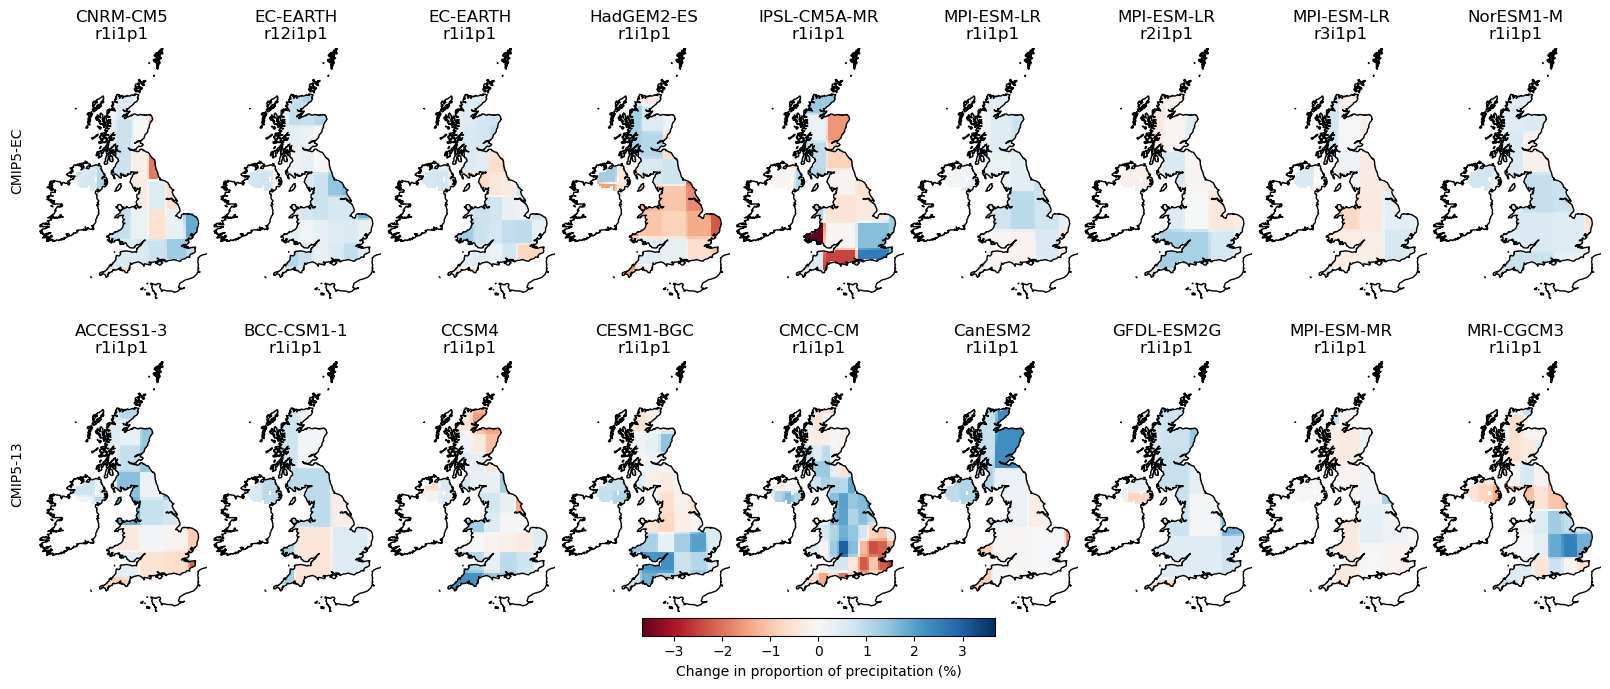 CNRM-CM5
r1i1p1
EC-EARTH
r12i1p1
EC-EARTH
r1i1p1
HadGEM2-ES
r1i1p1
IPSL-CM5A-MR
r1i1p1
MPI-ESM-LR
r1i1p1
MPI-ESM-LR
r2i1p1
MPI-ESM-LR
r3i1p1
NorESM1-M
r1i1p1
CMIP5-EC
ACCESS1-3
r1i1p1
BCC-CSM1-1
r1i1p1
CCSM4
r1i1p1
CESM1-BGC
r1i1p1
CMCC-CM
r1i1p1
CanESM2
r1i1p1
GFDL-ESM2G
r1i1p1
MPI-ESM-MR
r1i1p1
MRI-CGCM3
r1i1p1
CMIP5-13
−3 −2 −1 0 1 2 3
Change in proportion of precipitation (%)